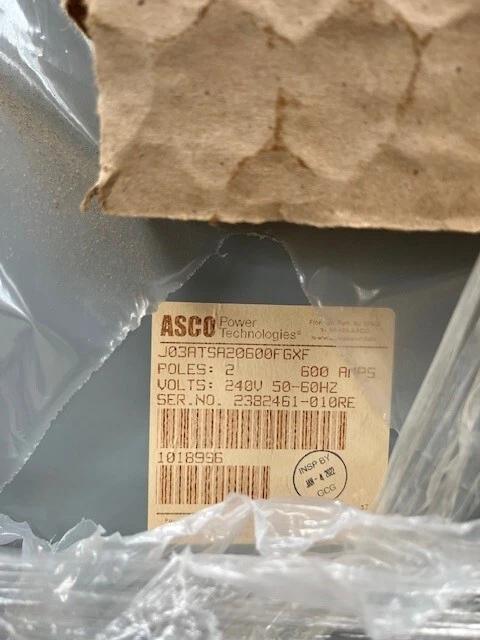 ASCO Power
Technologies®
J03ATSA20600FGXF
POLES: 2 600 AMPS
VOLTS: 240V 50-60HZ
SER.NO. 2382461-010RE
1018996
INSP BY
JAN - 4 2022
GCG